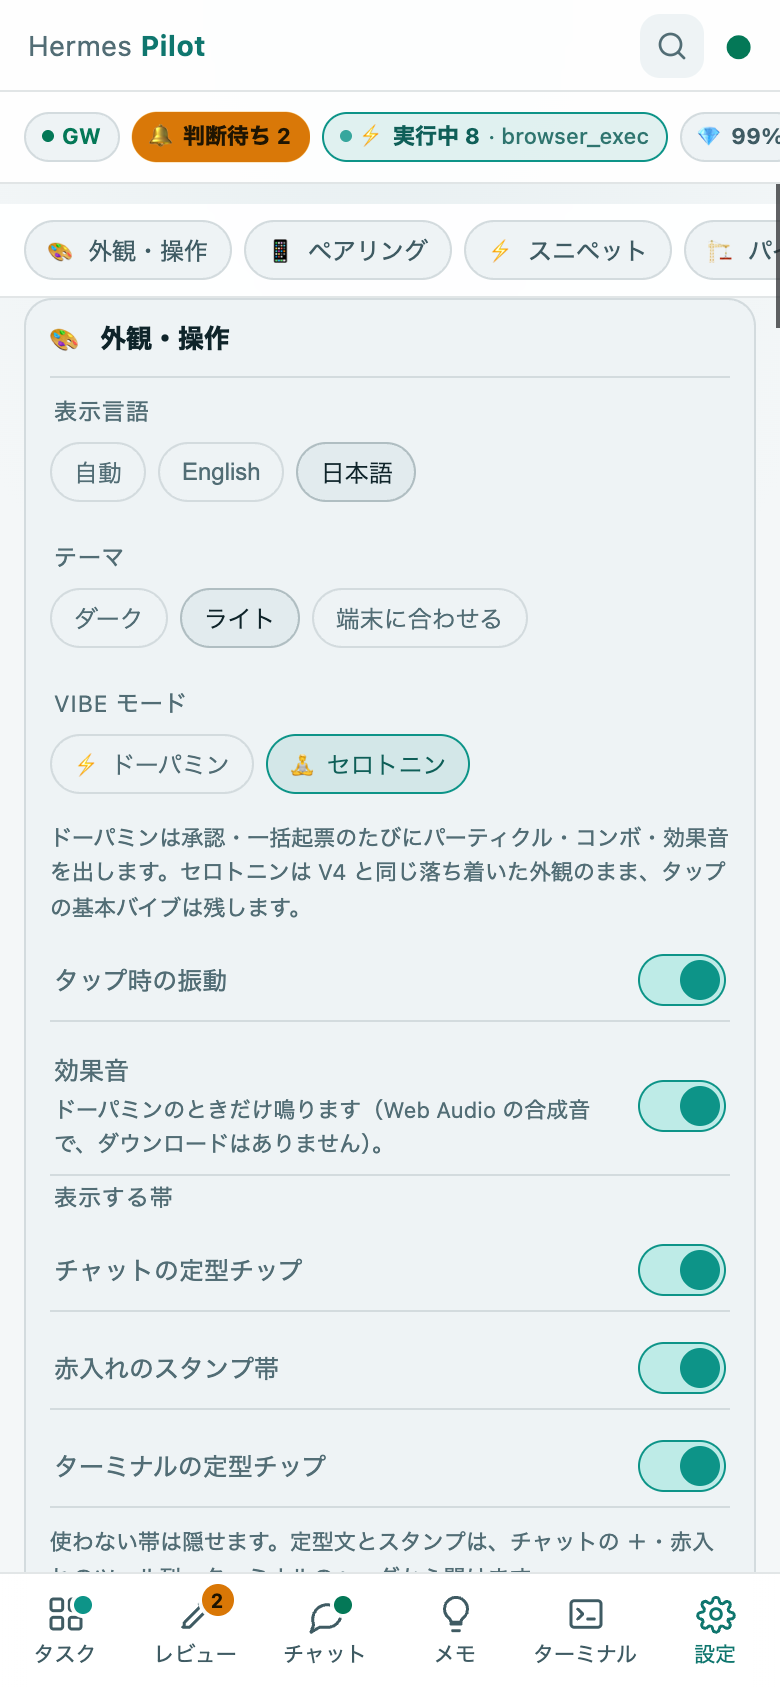 Hermes Pilot
GW
判断待ち 2
実行中 8 · browser_exec
99%
外観・操作
ペアリング
スニペット
外観・操作
表示言語
自動
English
日本語
テーマ
ダーク
ライト
端末に合わせる
VIBE モード
ドーパミン
セロトニン
ドーパミンは承認・一括起票のたびにパーティクル・コンボ・効果音
を出します。セロトニンは V4 と同じ落ち着いた外観のまま、タップ
の基本バイブは残します。
タップ時の振動
効果音
ドーパミンのときだけ鳴ります（Web Audio の合成音
で、ダウンロードはありません）。
表示する帯
チャットの定型チップ
赤入れのスタンプ帯
ターミナルの定型チップ
使わない帯は隠せます。定型文とスタンプは、チャットの ＋・赤入
2
タスク
レビュー
チャット
メモ
ターミナル
設定